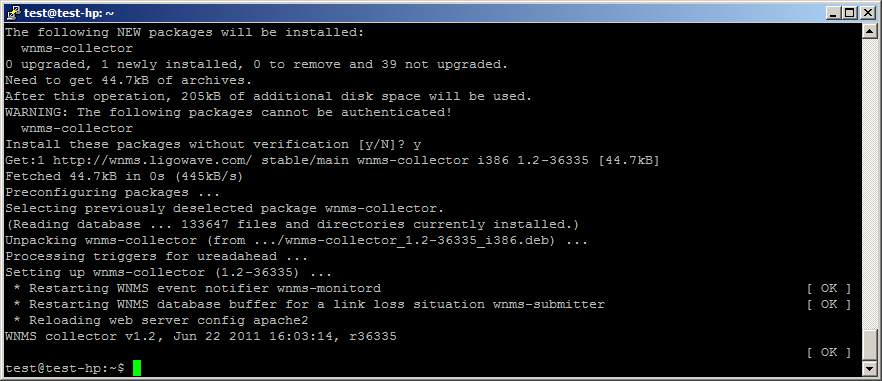 test@test-hp: ~
The following NEW packages will be installed:
  wnms-collector
0 upgraded, 1 newly installed, 0 to remove and 39 not upgraded.
Need to get 44.7kB of archives.
After this operation, 205kB of additional disk space will be used.
WARNING: The following packages cannot be authenticated!
  wnms-collector
Install these packages without verification [y/N]? y
Get:1 http://wnms.ligowave.com/ stable/main wnms-collector i386 1.2-36335 [44.7kB]
Fetched 44.7kB in 0s (445kB/s)
Preconfiguring packages ...
Selecting previously deselected package wnms-collector.
(Reading database ... 133647 files and directories currently installed.)
Unpacking wnms-collector (from .../wnms-collector_1.2-36335_i386.deb) ...
Processing triggers for ureadahead ...
Setting up wnms-collector (1.2-36335) ...
 * Restarting WNMS event notifier wnms-monitord [ OK ]
 * Restarting WNMS database buffer for a link loss situation wnms-submitter [ OK ]
 * Reloading web server config apache2
WNMS collector v1.2, Jun 22 2011 16:03:14, r36335
[ OK ]
test@test-hp:~$